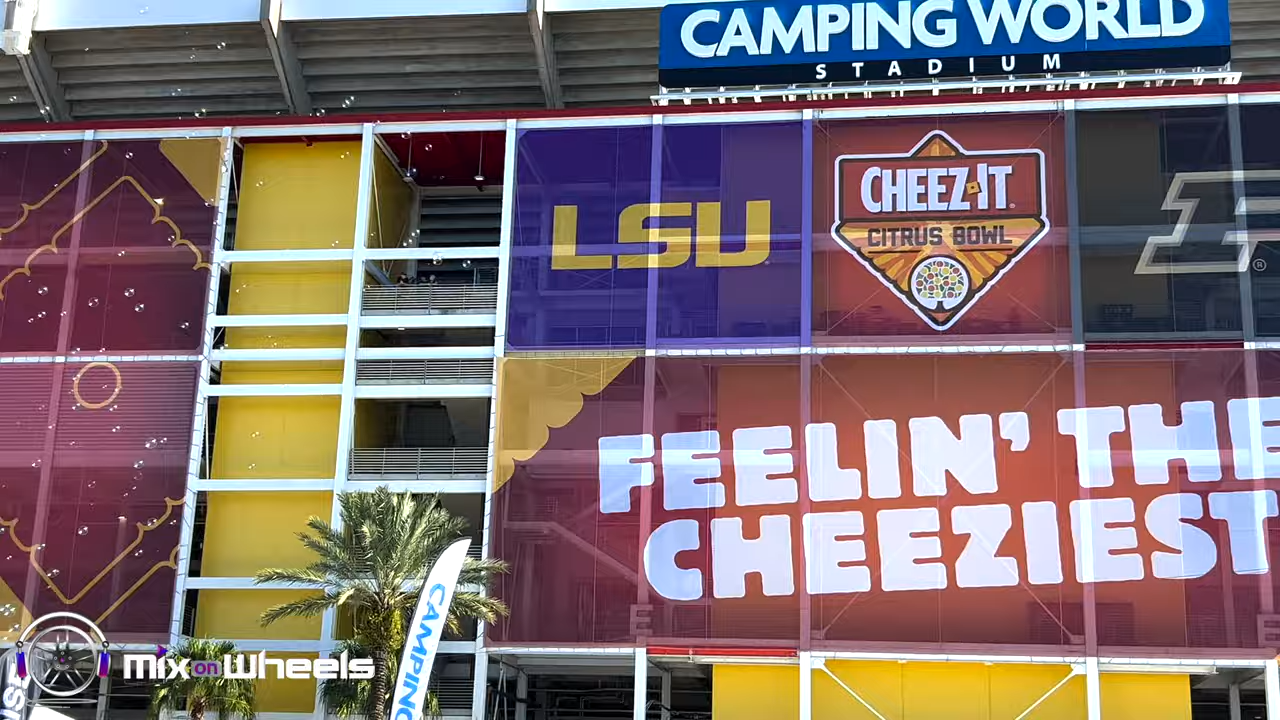 CAMPING WORLD
STADIUM
LSU
CHEEZ-IT®
CITRUS BOWL
P
®
FEELIN' THE
CHEEZIEST
CAMPING
Mix on Wheels